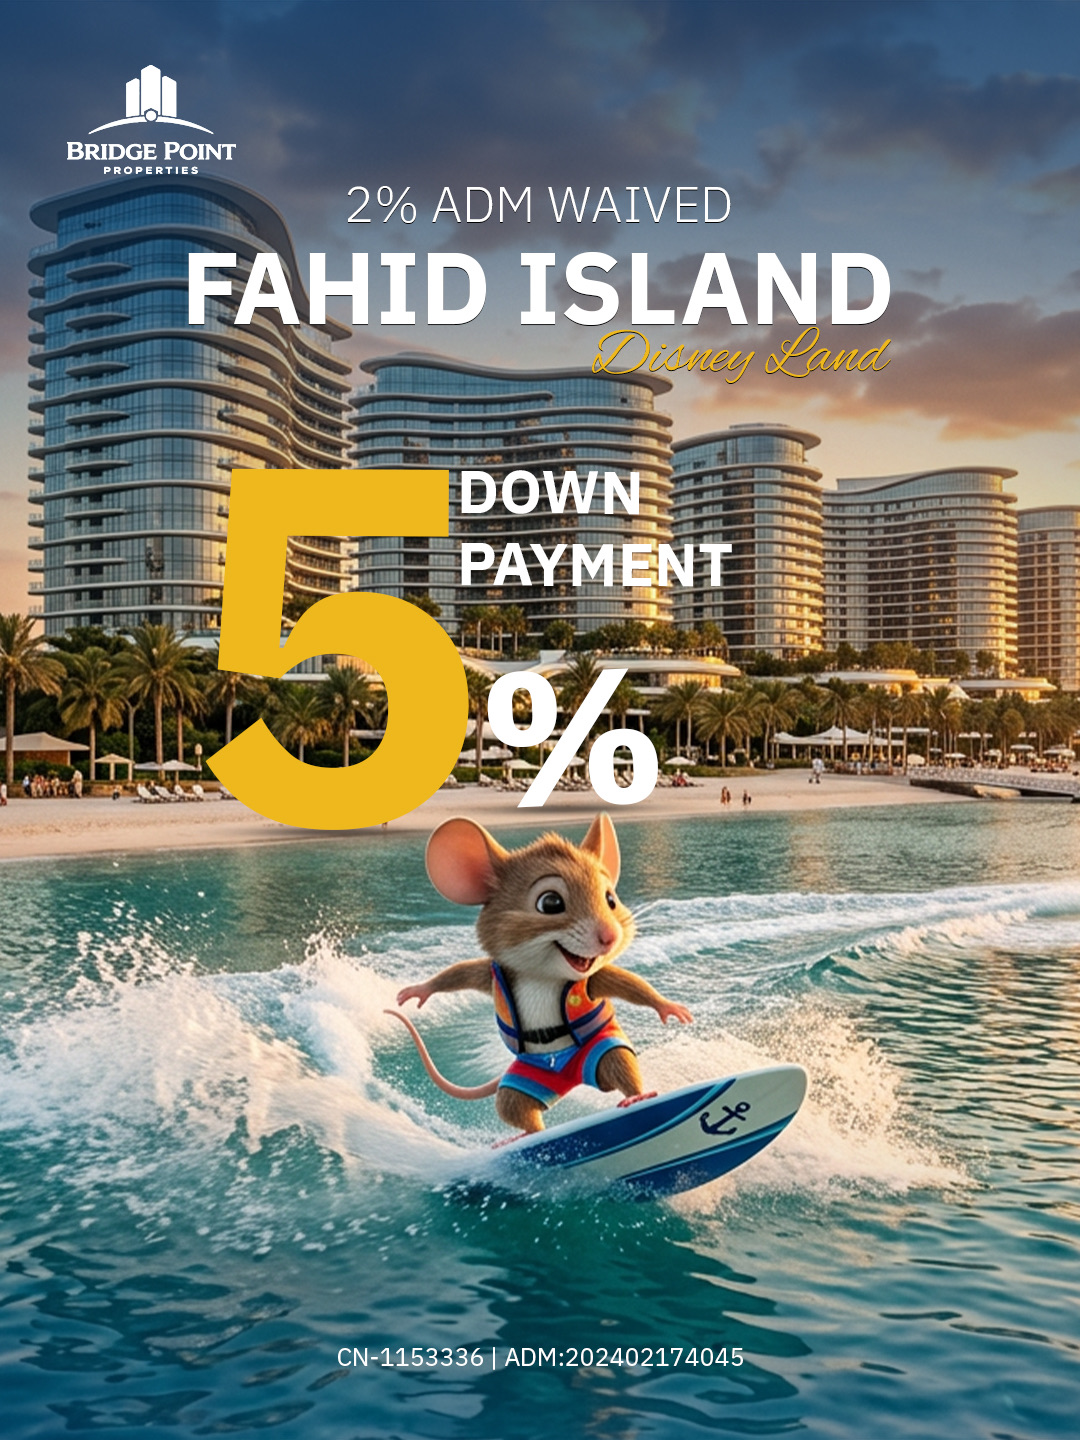 BRIDGE POINT
PROPERTIES
2% ADM WAIVED
FAHID ISLAND
Disney Land
5%
DOWN
PAYMENT
CN-1153336 | ADM:202402174045